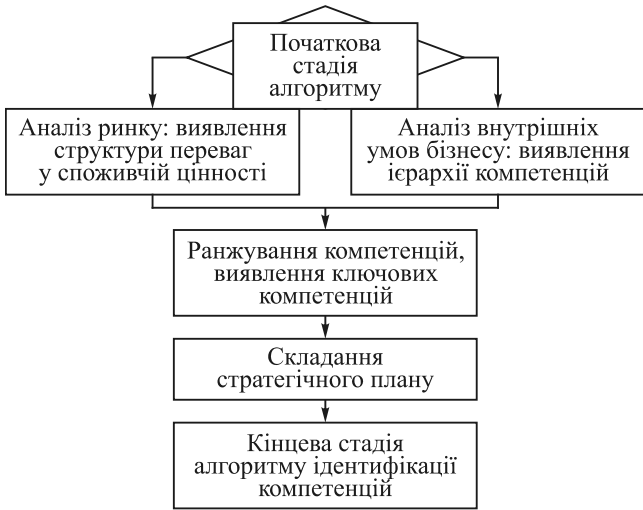 Початкова
стадія
алгоритму
Аналіз ринку: виявлення
структури переваг
у споживчій цінності
Аналіз внутрішніх
умов бізнесу: виявлення
ієрархії компетенцій
Ранжування компетенцій,
виявлення ключових
компетенцій
Складання
стратегічного плану
Кінцева стадія
алгоритму ідентифікації
компетенцій